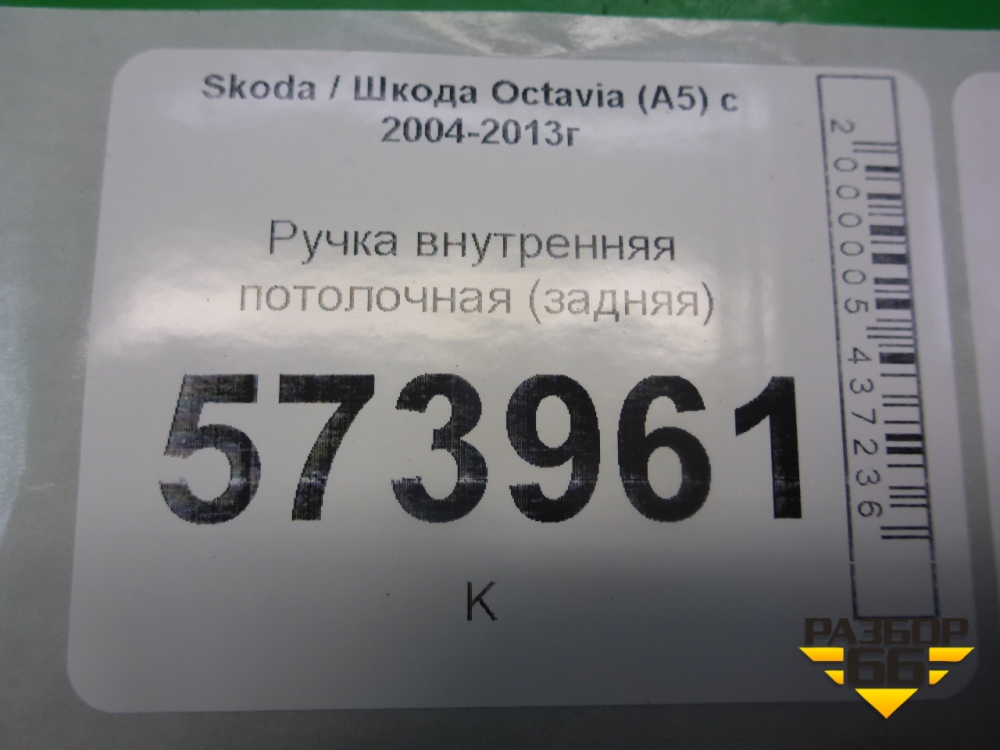 Skoda / Шкода Octavia (A5) с
2004-2013г
Ручка внутренняя
потолочная (задняя)
573961
К
2000005437236
РАЗБОР
66